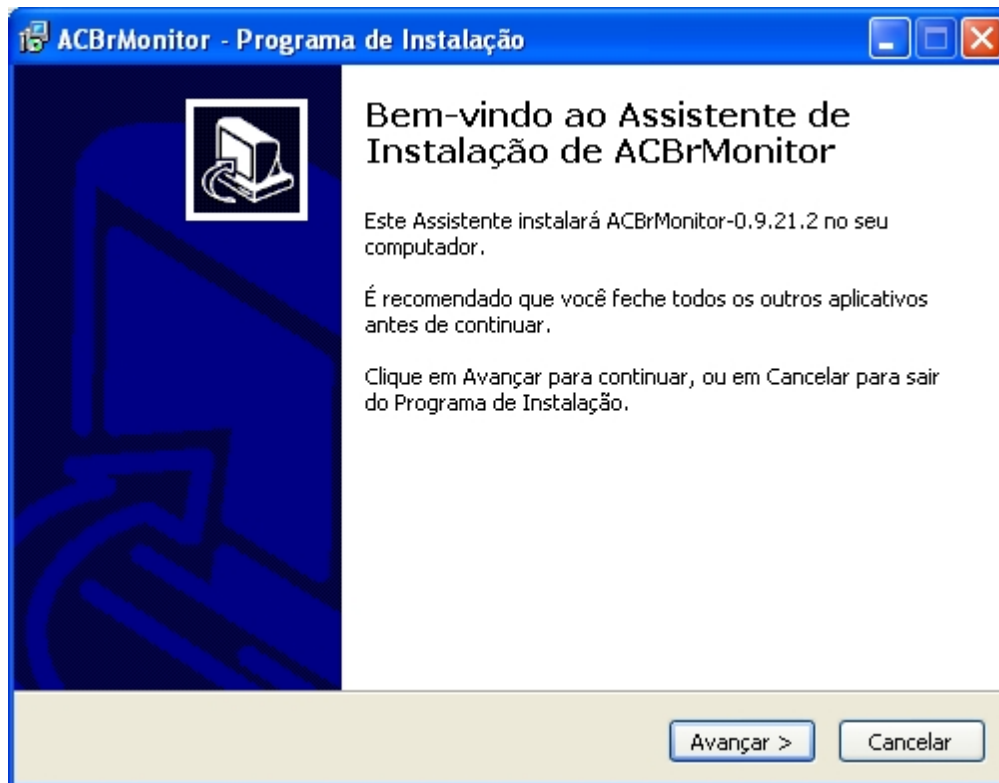 ACBrMonitor - Programa de Instalação
Bem-vindo ao Assistente de
Instalação de ACBrMonitor
Este Assistente instalará ACBrMonitor-0.9.21.2 no seu
computador.
É recomendado que você feche todos os outros aplicativos
antes de continuar.
Clique em Avançar para continuar, ou em Cancelar para sair
do Programa de Instalação.
Avançar >
Cancelar